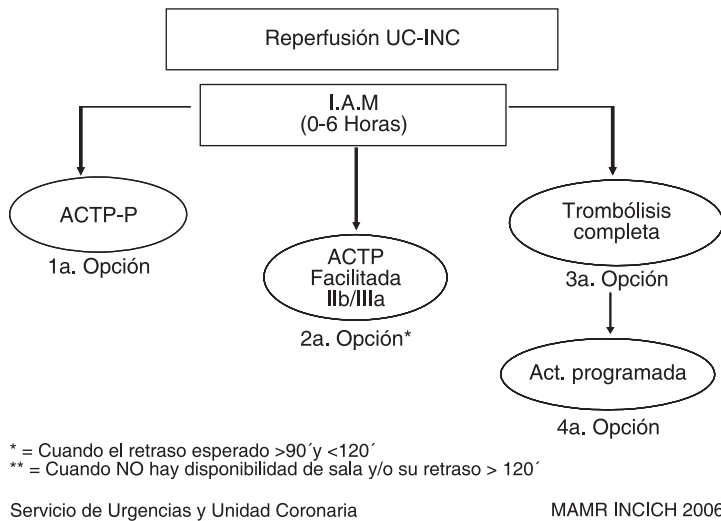 Reperfusión UC-INC
I.A.M
(0-6 Horas)
ACTP-P
1a. Opción
ACTP
Facilitada
IIb/IIIa
2a. Opción*
Trombólisis
completa
3a. Opción
Act. programada
4a. Opción
* = Cuando el retraso esperado >90´y <120´
** = Cuando NO hay disponibilidad de sala y/o su retraso > 120´
Servicio de Urgencias y Unidad Coronaria
MAMR INCICH 2006